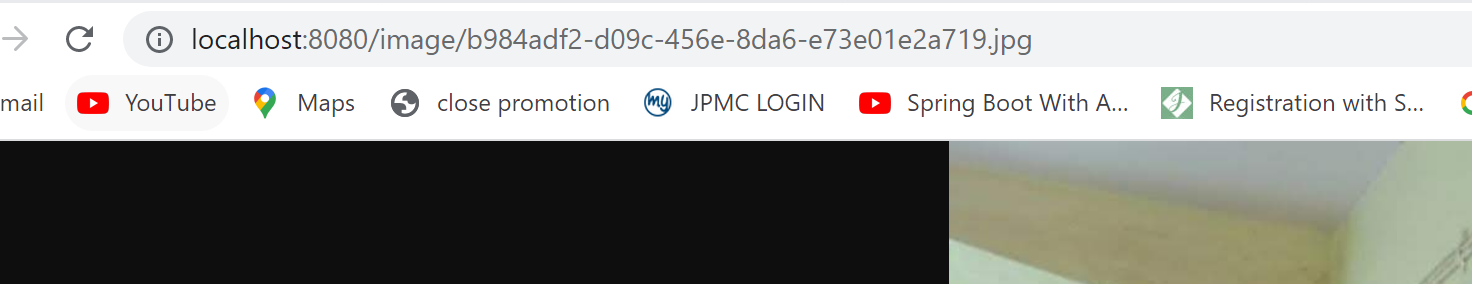 localhost:8080/image/b984adf2-d09c-456e-8da6-e73e01e2a719.jpg
mail YouTube Maps close promotion my JPMC LOGIN Spring Boot With A... Registration with S...